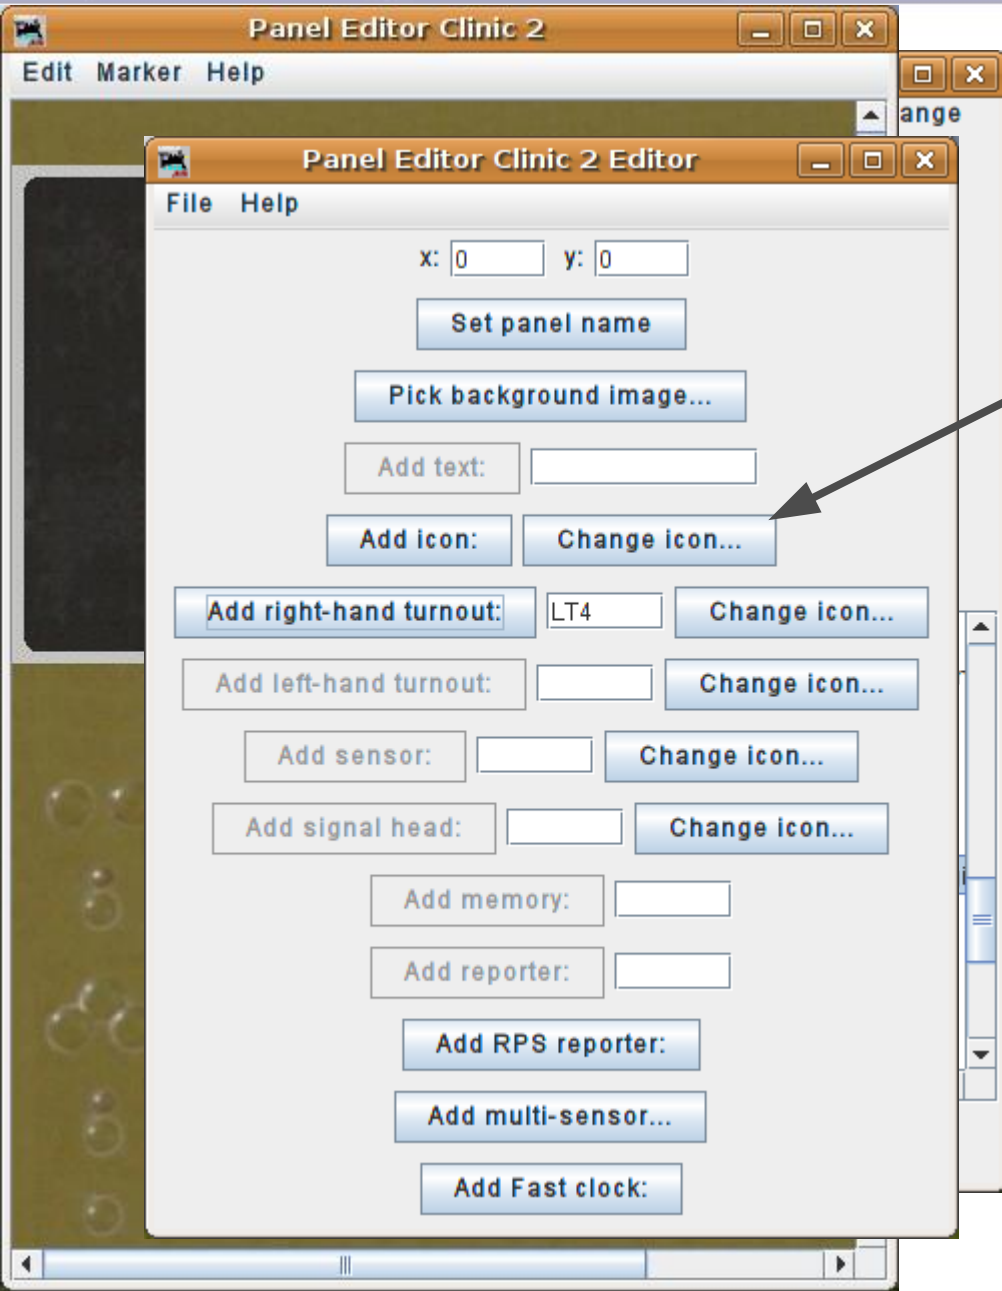 Panel Editor Clinic 2
Edit Marker Help
ange
Panel Editor Clinic 2 Editor
File Help
x: 0 y: 0
Set panel name
Pick background image...
Add text:
Add icon: Change icon...
Add right-hand turnout: LT4 Change icon...
Add left-hand turnout: Change icon...
Add sensor: Change icon...
Add signal head: Change icon...
Add memory:
Add reporter:
Add RPS reporter:
Add multi-sensor...
Add Fast clock: